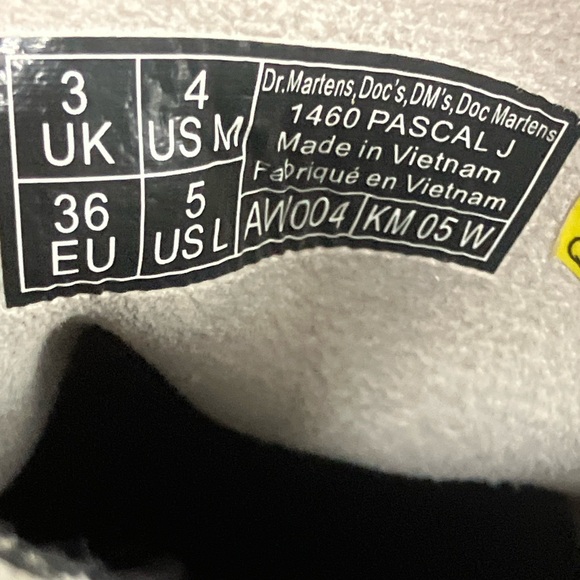 3 UK
4 US M
36 EU
5 US L
Dr.Martens,Doc's,DM's,Doc Martens
1460 PASCAL J
Made in Vietnam
Fabriqué en Vietnam
AW004/KM 05 W